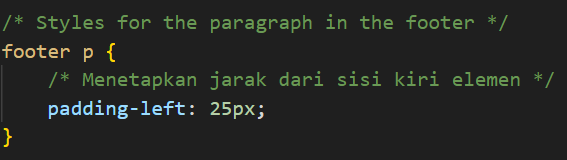 /* Styles for the paragraph in the footer */
footer p {
/* Menetapkan jarak dari sisi kiri elemen */
padding-left: 25px;
}